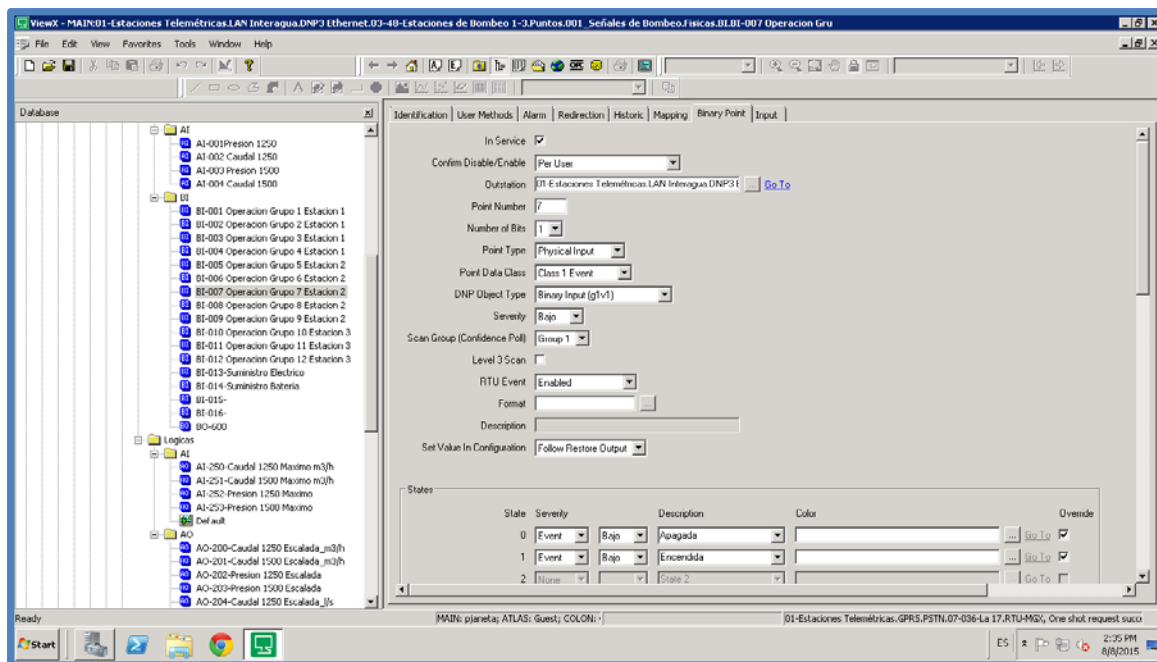 ViewX - MAIN:01-Estaciones Telemétricas.LAN Interagua.DNP3 Ethernet.03-48-Estaciones de Bombeo 1-3.Puntos.001_Señales de Bombeo.Fisicas.BI.BI-007 Operacion Gru
File Edit View Favorites Tools Window Help
Database
AI
AI-001Presion 1250
AI-002 Caudal 1250
AI-003 Presion 1500
AI-004 Caudal 1500
BI
BI-001 Operacion Grupo 1 Estacion 1
BI-002 Operacion Grupo 2 Estacion 1
BI-003 Operacion Grupo 3 Estacion 1
BI-004 Operacion Grupo 4 Estacion 1
BI-005 Operacion Grupo 5 Estacion 2
BI-006 Operacion Grupo 6 Estacion 2
BI-007 Operacion Grupo 7 Estacion 2
BI-008 Operacion Grupo 8 Estacion 2
BI-009 Operacion Grupo 9 Estacion 2
BI-010 Operacion Grupo 10 Estacion 3
BI-011 Operacion Grupo 11 Estacion 3
BI-012 Operacion Grupo 12 Estacion 3
BI-013-Suministro Electrico
BI-014-Suministro Bateria
BI-015-
BI-016-
BO-600
Logicas
AI
AI-250-Caudal 1250 Maximo m3/h
AI-251-Caudal 1500 Maximo m3/h
AI-252-Presion 1250 Maximo
AI-253-Presion 1500 Maximo
Default
AO
AO-200-Caudal 1250 Escalada_m3/h
AO-201-Caudal 1500 Escalada_m3/h
AO-202-Presion 1250 Escalada
AO-203-Presion 1500 Escalada
AO-204-Caudal 1250 Escalada_l/s
Identification User Methods Alarm Redirection Historic Mapping Binary Point Input
In Service
Confirm Disable/Enable Per User
Outstation 01-Estaciones Telemétricas.LAN Interagua.DNP3 E ... Go To
Point Number 7
Number of Bits 1
Point Type Physical Input
Point Data Class Class 1 Event
DNP Object Type Binary Input (g1v1)
Severity Bajo
Scan Group (Confidence Poll) Group 1
Level 3 Scan
RTU Event Enabled
Format ...
Description
Set Value In Configuration Follow Restore Output
States
State Severity Description Color Override
0 Event Bajo Apagada ... Go To
1 Event Bajo Encendida ... Go To
2 None State 2 ... Go To
Ready MAIN: pjaneta; ATLAS: Guest; COLON: 01-Estaciones Telemétricas.GPRS.PSTN.07-036-La 17.RTU-MGX, One shot request succ
Start ES 2:35 PM
8/8/2015